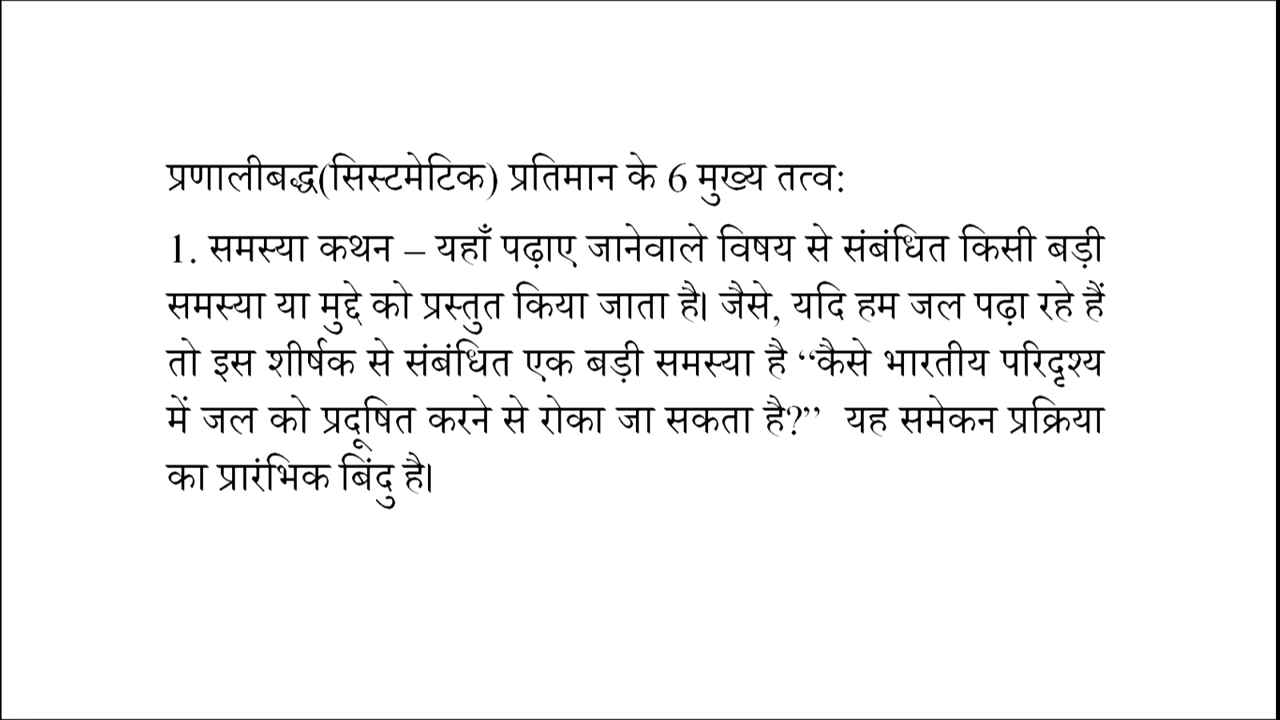 प्रणालीबद्ध(सिस्टमेटिक) प्रतिमान के 6 मुख्य तत्व:
1. समस्या कथन – यहाँ पढ़ाए जानेवाले विषय से संबंधित किसी बड़ी
समस्या या मुद्दे को प्रस्तुत किया जाता है। जैसे, यदि हम जल पढ़ा रहे हैं
तो इस शीर्षक से संबंधित एक बड़ी समस्या है “कैसे भारतीय परिदृश्य
में जल को प्रदूषित करने से रोका जा सकता है?” यह समेकन प्रक्रिया
का प्रारंभिक बिंदु है।